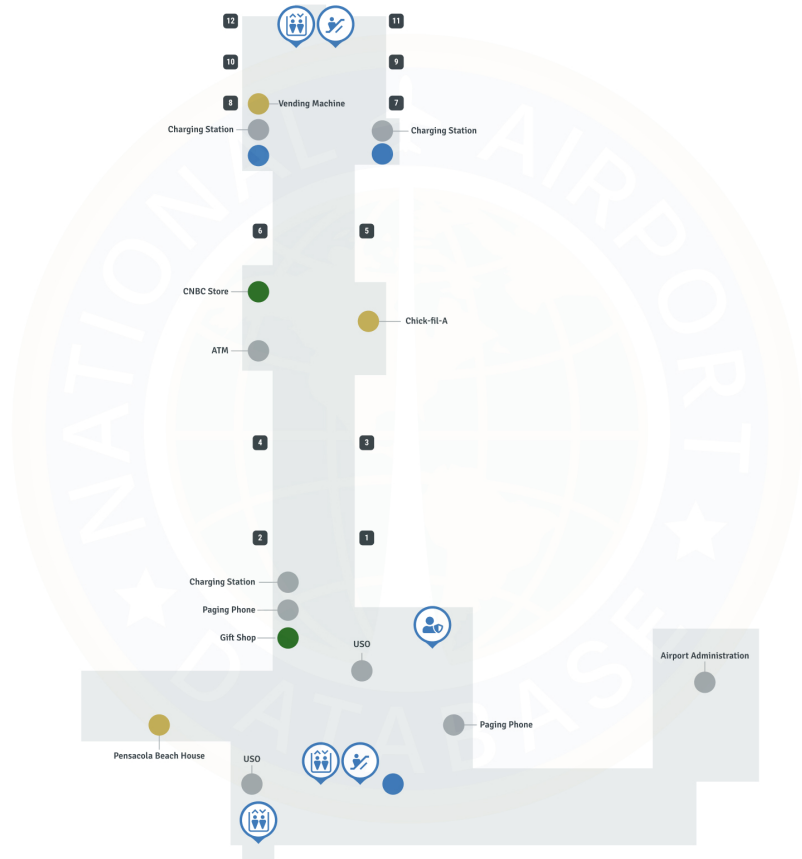 12
11
10
9
8
Vending Machine
7
Charging Station
Charging Station
6
5
CNBC Store
Chick-fil-A
ATM
4
3
2
1
Charging Station
Paging Phone
Gift Shop
USO
Airport Administration
Paging Phone
Pensacola Beach House
USO
NATIONAL AIRPORT
DATABASE